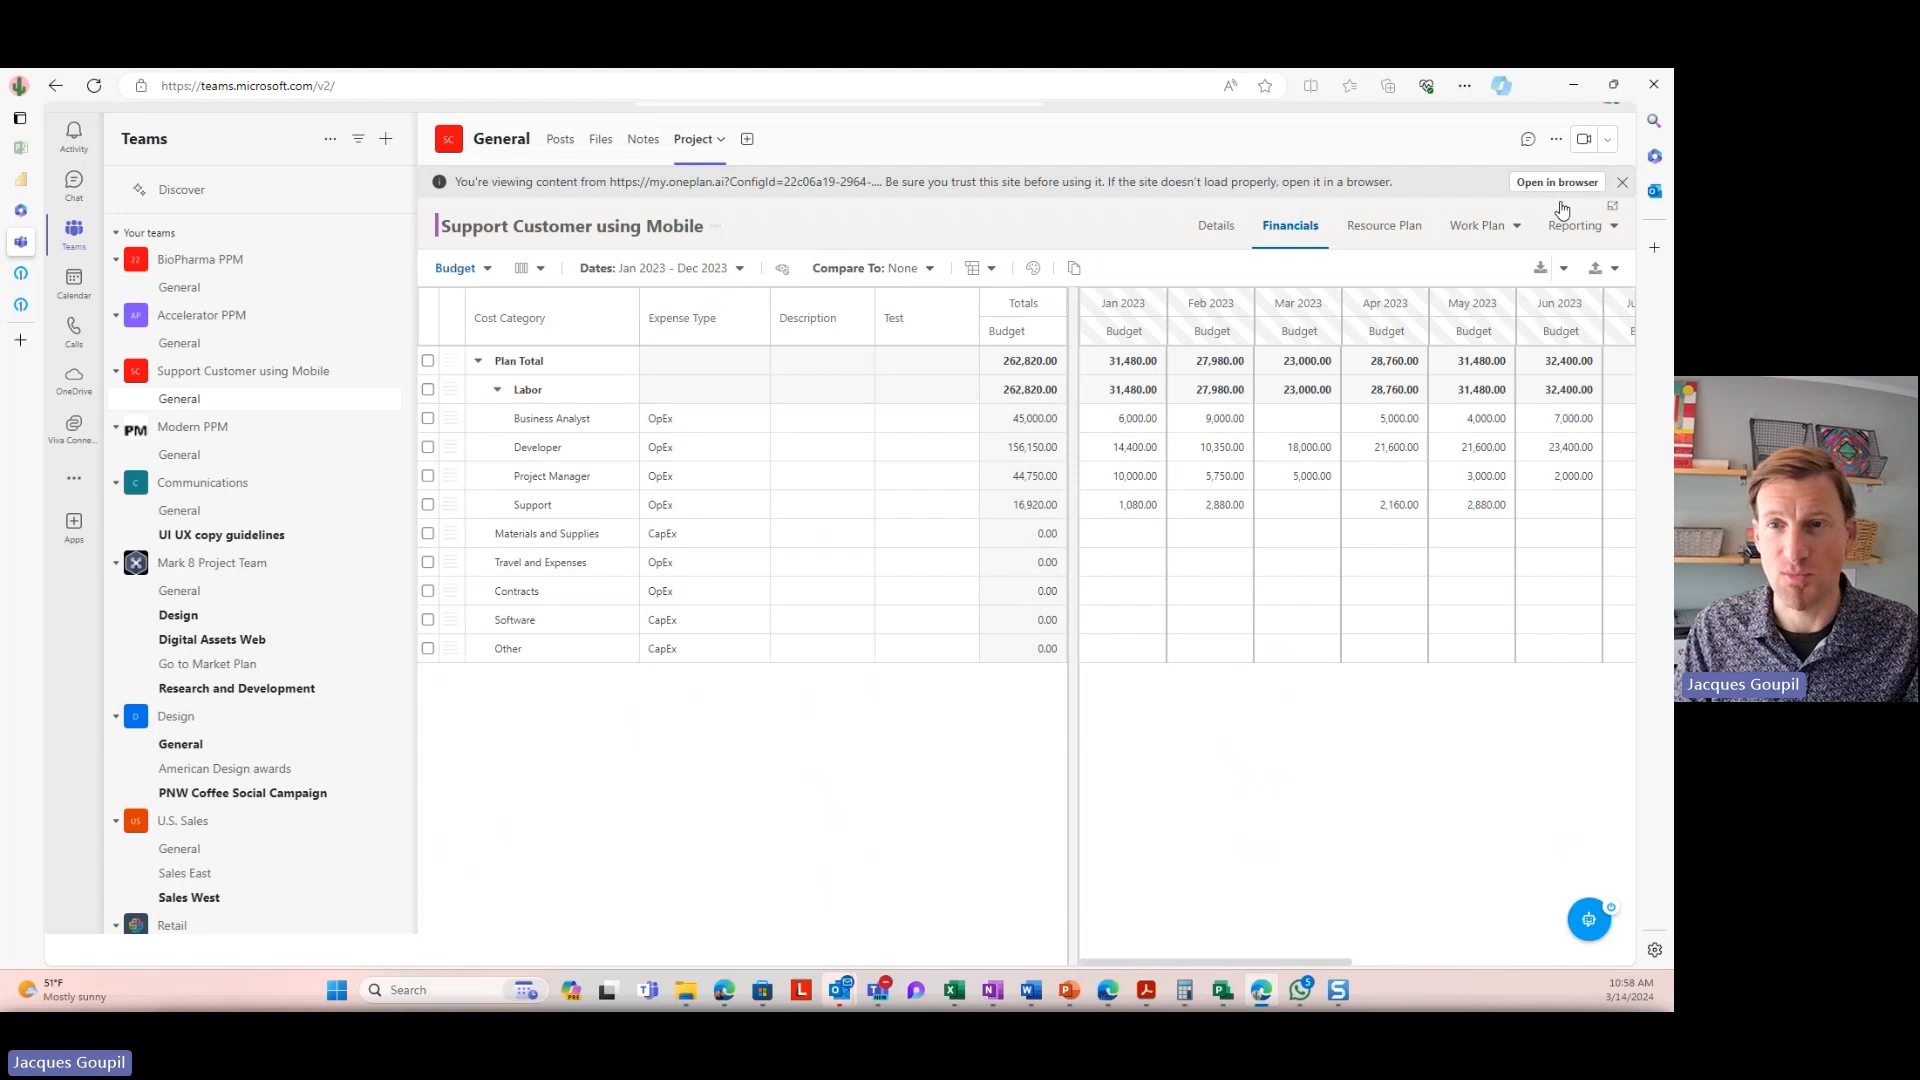 https://teams.microsoft.com/v2/
Activity
Chat
Teams
Calendar
Calls
OneDrive
Viva Conne...
Apps
Teams
Discover
Your teams
22 BioPharma PPM
General
AP Accelerator PPM
General
SC Support Customer using Mobile
General
PM Modern PPM
General
C Communications
General
UI UX copy guidelines
Mark 8 Project Team
General
Design
Digital Assets Web
Go to Market Plan
Research and Development
D Design
General
American Design awards
PNW Coffee Social Campaign
US U.S. Sales
General
Sales East
Sales West
Retail
SC General Posts Files Notes Project
You're viewing content from https://my.oneplan.ai?ConfigId=22c06a19-2964-.... Be sure you trust this site before using it. If the site doesn't load properly, open it in a browser. Open in browser
Support Customer using Mobile Details Financials Resource Plan Work Plan Reporting
Budget Dates: Jan 2023 - Dec 2023 Compare To: None
Cost Category Expense Type Description Test Totals Jan 2023 Feb 2023 Mar 2023 Apr 2023 May 2023 Jun 2023
Budget Budget Budget Budget Budget Budget Budget
Plan Total 262,820.00 31,480.00 27,980.00 23,000.00 28,760.00 31,480.00 32,400.00
Labor 262,820.00 31,480.00 27,980.00 23,000.00 28,760.00 31,480.00 32,400.00
Business Analyst OpEx 45,000.00 6,000.00 9,000.00 5,000.00 4,000.00 7,000.00
Developer OpEx 156,150.00 14,400.00 10,350.00 18,000.00 21,600.00 21,600.00 23,400.00
Project Manager OpEx 44,750.00 10,000.00 5,750.00 5,000.00 3,000.00 2,000.00
Support OpEx 16,920.00 1,080.00 2,880.00 2,160.00 2,880.00
Materials and Supplies CapEx 0.00
Travel and Expenses OpEx 0.00
Contracts OpEx 0.00
Software CapEx 0.00
Other CapEx 0.00
Jacques Goupil
51°F
Mostly sunny
Search
10:58 AM
3/14/2024
Jacques Goupil